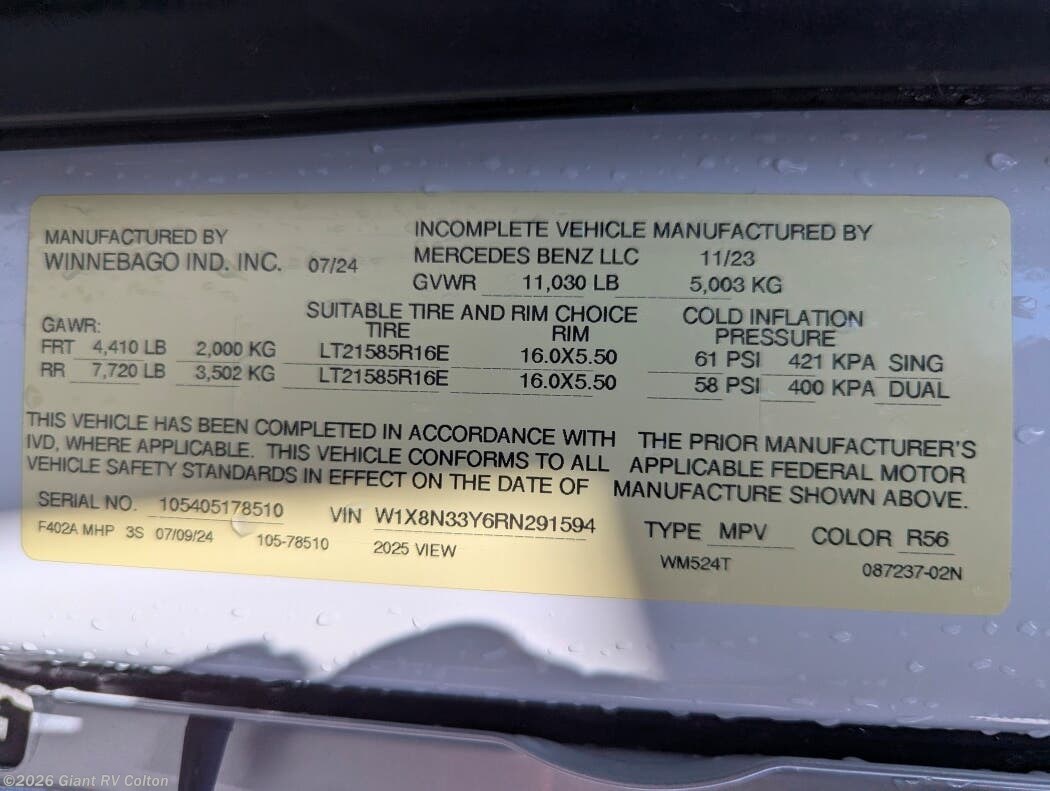 MANUFACTURED BY
WINNEBAGO IND. INC. 07/24
INCOMPLETE VEHICLE MANUFACTURED BY
MERCEDES BENZ LLC 11/23
GVWR 11,030 LB 5,003 KG
SUITABLE TIRE AND RIM CHOICE
TIRE RIM
COLD INFLATION
PRESSURE
GAWR:
FRT 4,410 LB 2,000 KG LT21585R16E 16.0X5.50 61 PSI 421 KPA SING
RR 7,720 LB 3,502 KG LT21585R16E 16.0X5.50 58 PSI 400 KPA DUAL
THIS VEHICLE HAS BEEN COMPLETED IN ACCORDANCE WITH THE PRIOR MANUFACTURER'S
IVD, WHERE APPLICABLE. THIS VEHICLE CONFORMS TO ALL APPLICABLE FEDERAL MOTOR
VEHICLE SAFETY STANDARDS IN EFFECT ON THE DATE OF MANUFACTURE SHOWN ABOVE.
SERIAL NO. 105405178510 VIN W1X8N33Y6RN291594 TYPE MPV COLOR R56
F402A MHP 3S 07/09/24 105-78510 2025 VIEW WM524T 087237-02N
©2026 Giant RV Colton